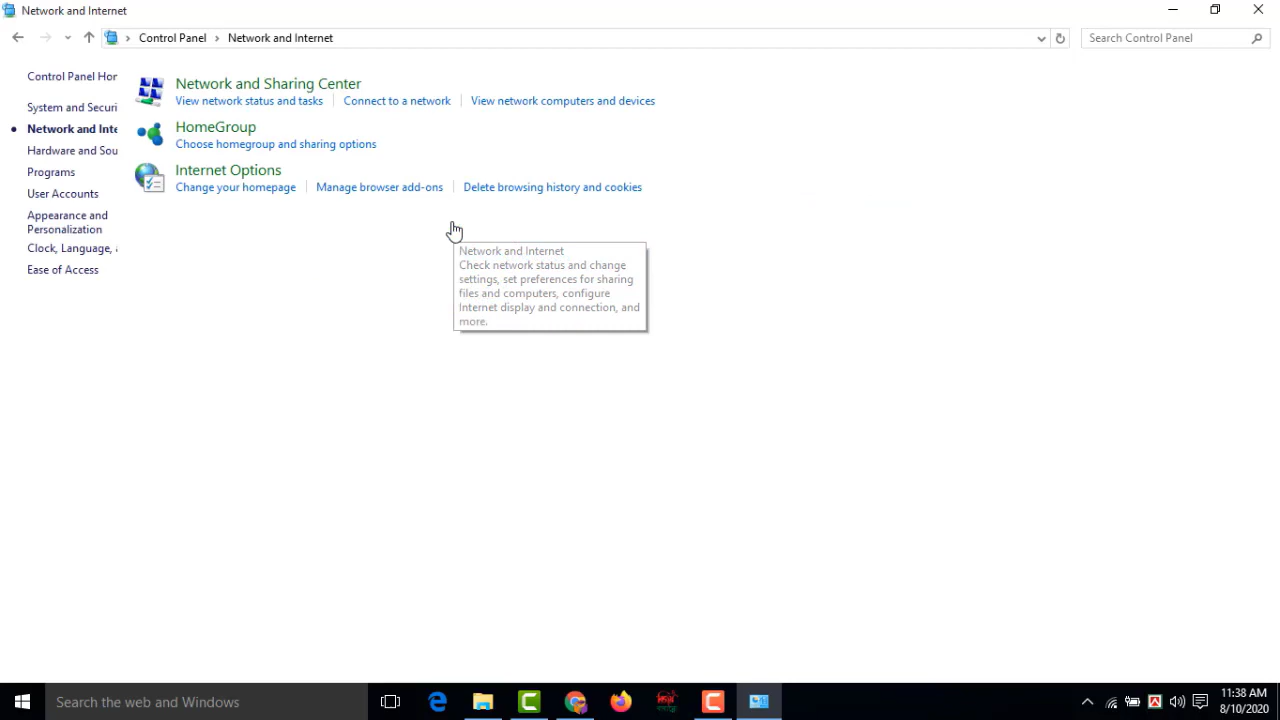 Network and Internet
Control Panel
Network and Internet
Search Control Panel
Control Panel Hor
System and Securi
Network and Inte
Hardware and Sou
Programs
User Accounts
Appearance and
Personalization
Clock, Language, a
Ease of Access
Network and Sharing Center
View network status and tasks
Connect to a network
View network computers and devices
HomeGroup
Choose homegroup and sharing options
Internet Options
Change your homepage
Manage browser add-ons
Delete browsing history and cookies
Network and Internet
Check network status and change
settings, set preferences for sharing
files and computers, configure
Internet display and connection, and
more.
Search the web and Windows
11:38 AM
8/10/2020